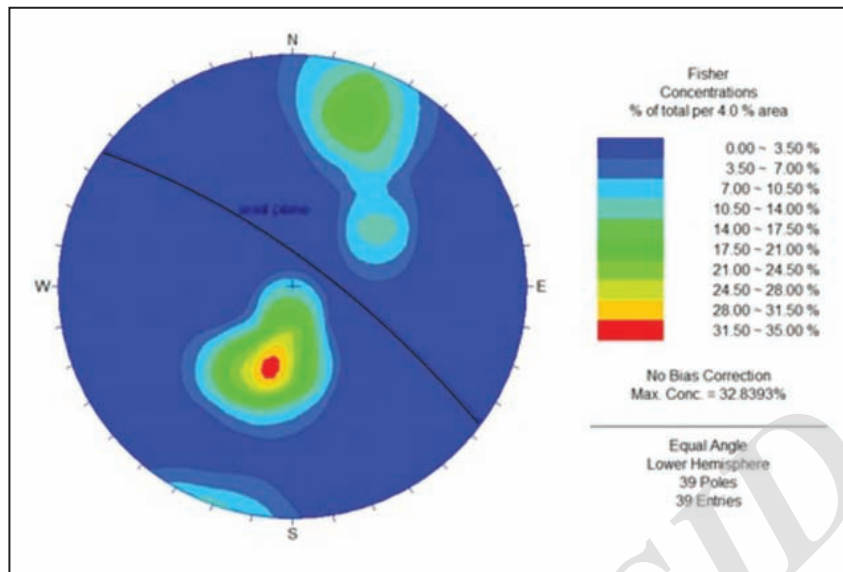 N
W
E
S
Fisher
Concentrations
% of total per 4.0 % area
0.00 ~ 3.50 %
3.50 ~ 7.00 %
7.00 ~ 10.50 %
10.50 ~ 14.00 %
14.00 ~ 17.50 %
17.50 ~ 21.00 %
21.00 ~ 24.50 %
24.50 ~ 28.00 %
28.00 ~ 31.50 %
31.50 ~ 35.00 %
No Bias Correction
Max. Conc. = 32.8393%
Equal Angle
Lower Hemisphere
39 Poles
39 Entries
SID